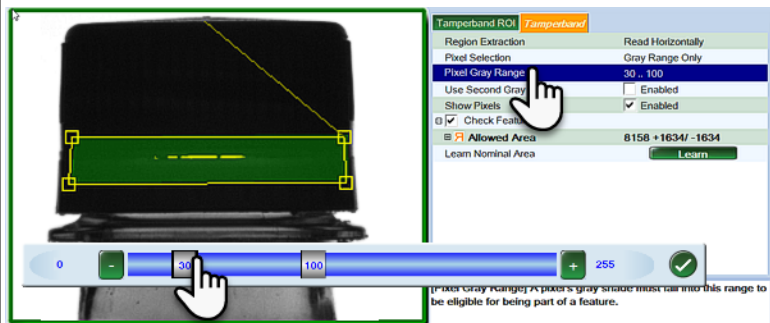 Tamperband ROI Tamperband
Region Extraction Read Horizontally
Pixel Selection Gray Range Only
Pixel Gray Range 30 .. 100
Use Second Gray Enabled
Show Pixels Enabled
Check Featu
Allowed Area 8158 +1634/ -1634
Learn Nominal Area Learn
0 - 30 100 + 255
[Pixel Gray Range] A pixel's gray shade must fall into this range to
be eligible for being part of a feature.